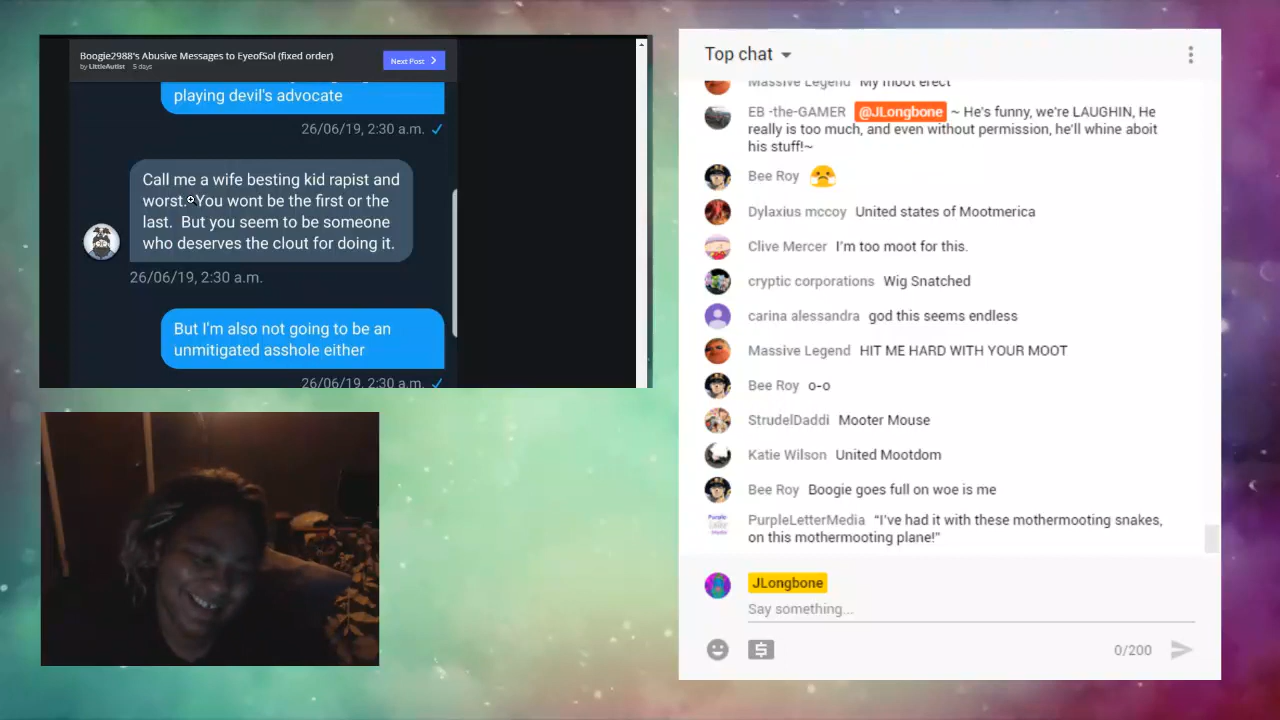 Boogie2988's Abusive Messages to EyeofSol (fixed order)
by LittleAutist 5 days
Next Post
playing devil's advocate
26/06/19, 2:30 a.m.
Call me a wife besting kid rapist and
worst. You wont be the first or the
last. But you seem to be someone
who deserves the clout for doing it.
26/06/19, 2:30 a.m.
But I'm also not going to be an
unmitigated asshole either
26/06/19, 2:30 a.m.
Top chat
Massive Legend My moot erect
EB -the-GAMER @JLongbone ~ He's funny, we're LAUGHIN, He
really is too much, and even without permission, he'll whine aboit
his stuff!~
Bee Roy
Dylaxius mccoy United states of Mootmerica
Clive Mercer I'm too moot for this.
cryptic corporations Wig Snatched
carina alessandra god this seems endless
Massive Legend HIT ME HARD WITH YOUR MOOT
Bee Roy o-o
StrudelDaddi Mooter Mouse
Katie Wilson United Mootdom
Bee Roy Boogie goes full on woe is me
PurpleLetterMedia “I've had it with these mothermooting snakes,
on this mothermooting plane!”
JLongbone
Say something...
0/200